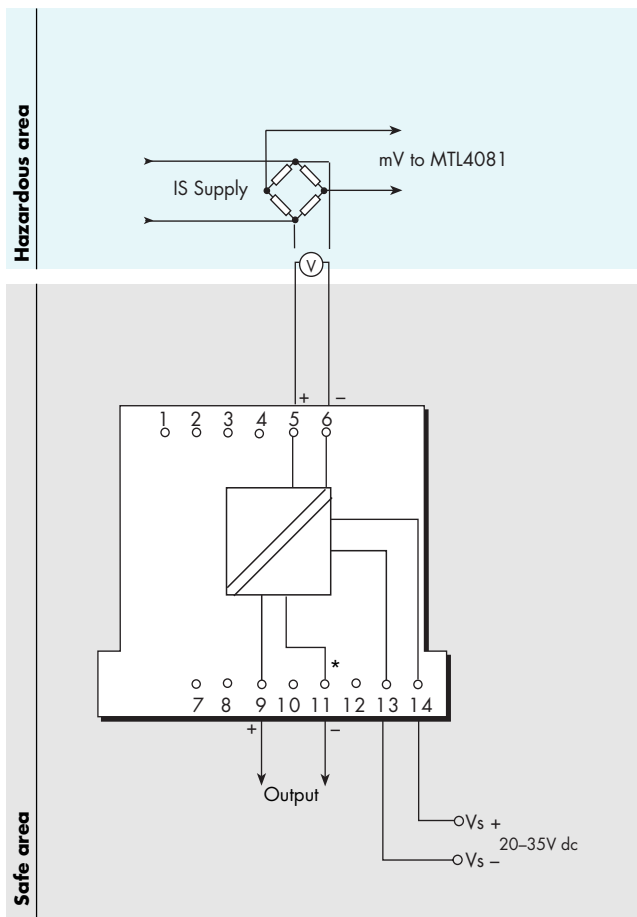 Hazardous area
mV to MTL4081
IS Supply
V
+ –
1 2 3 4 5 6
*
7 8 9 10 11 12 13 14
+ –
Output
Vs +
20–35V dc
Vs –
Safe area